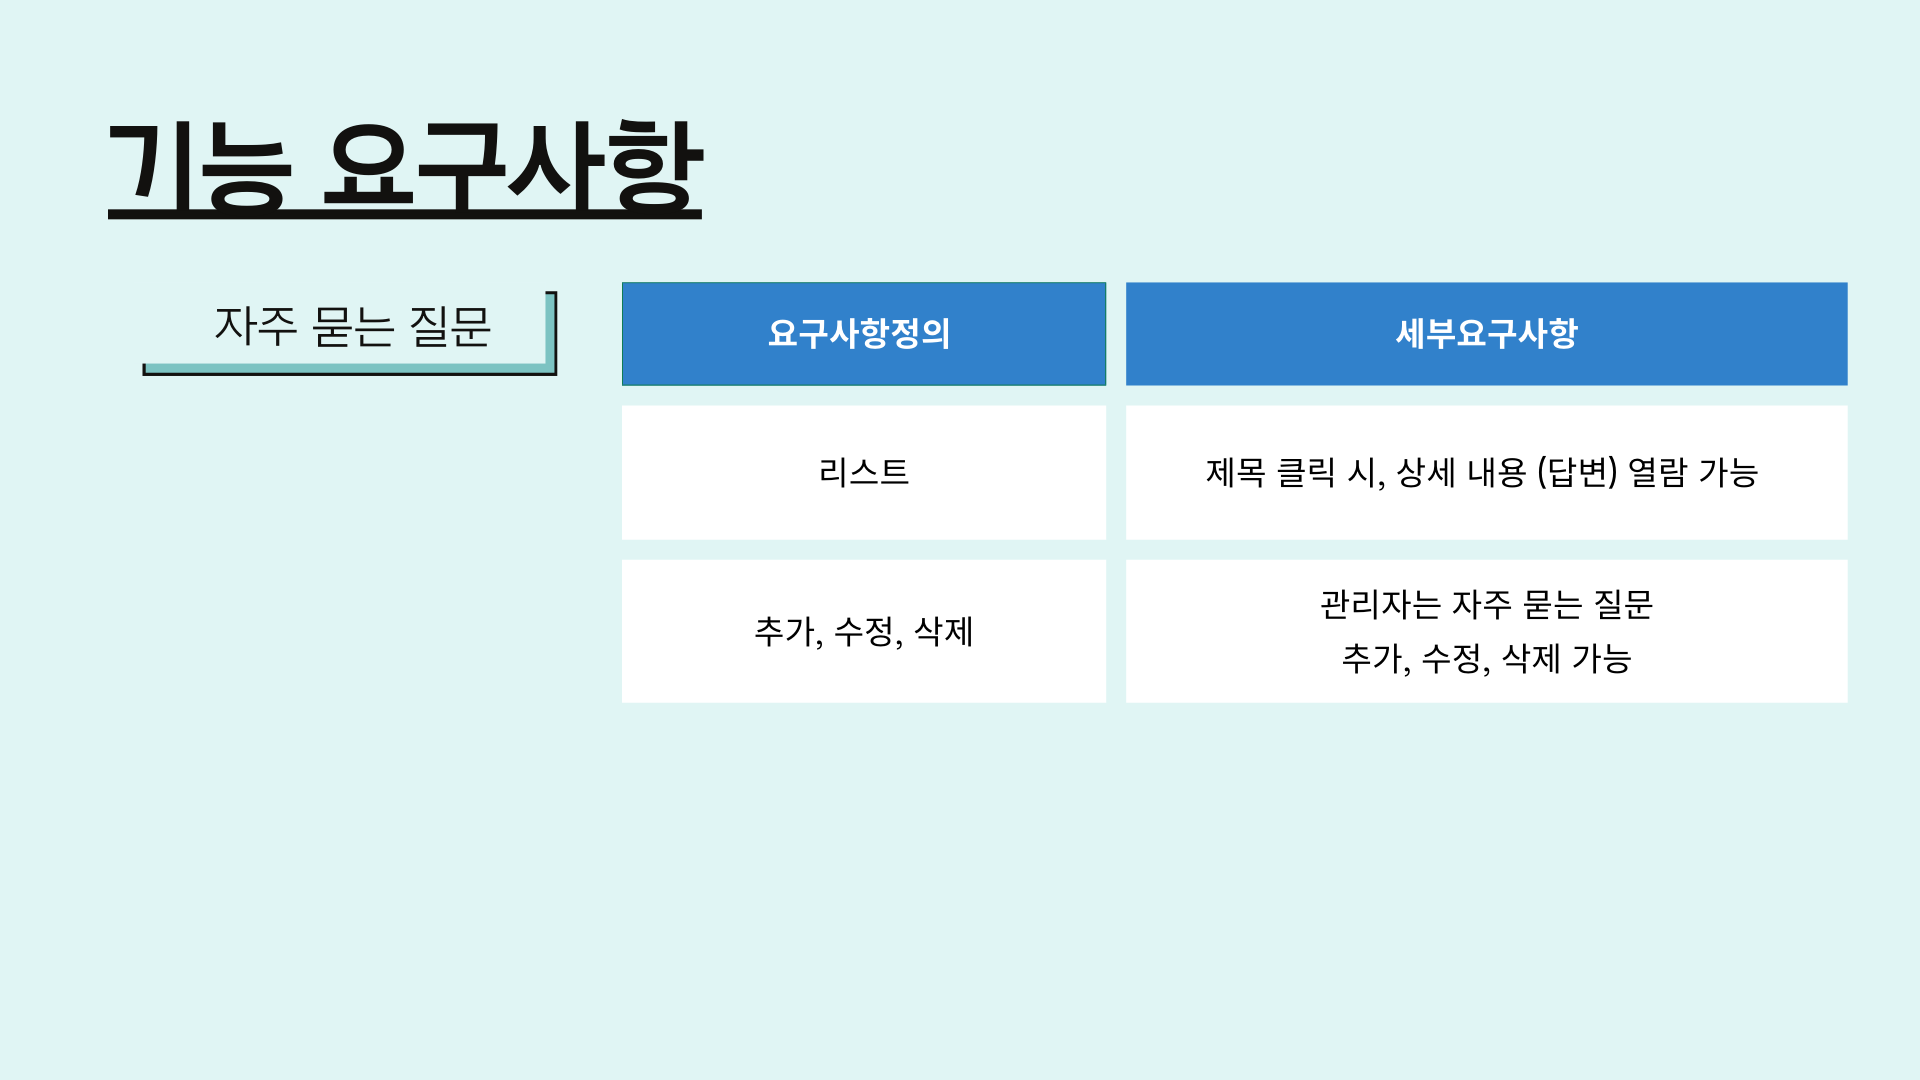 기능 요구사항
자주 묻는 질문
요구사항정의
세부요구사항
리스트
제목 클릭 시, 상세 내용 (답변) 열람 가능
추가, 수정, 삭제
관리자는 자주 묻는 질문
추가, 수정, 삭제 가능